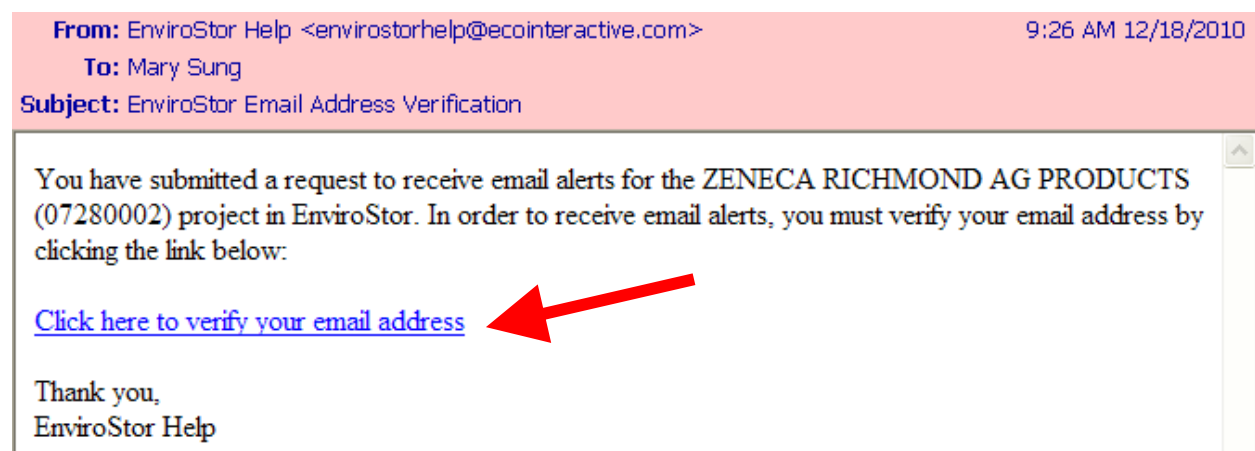 From: EnviroStor Help <envirostorhelp@ecointeractive.com> 9:26 AM 12/18/2010
To: Mary Sung
Subject: EnviroStor Email Address Verification
You have submitted a request to receive email alerts for the ZENECA RICHMOND AG PRODUCTS
(07280002) project in EnviroStor. In order to receive email alerts, you must verify your email address by
clicking the link below:
Click here to verify your email address
Thank you,
EnviroStor Help